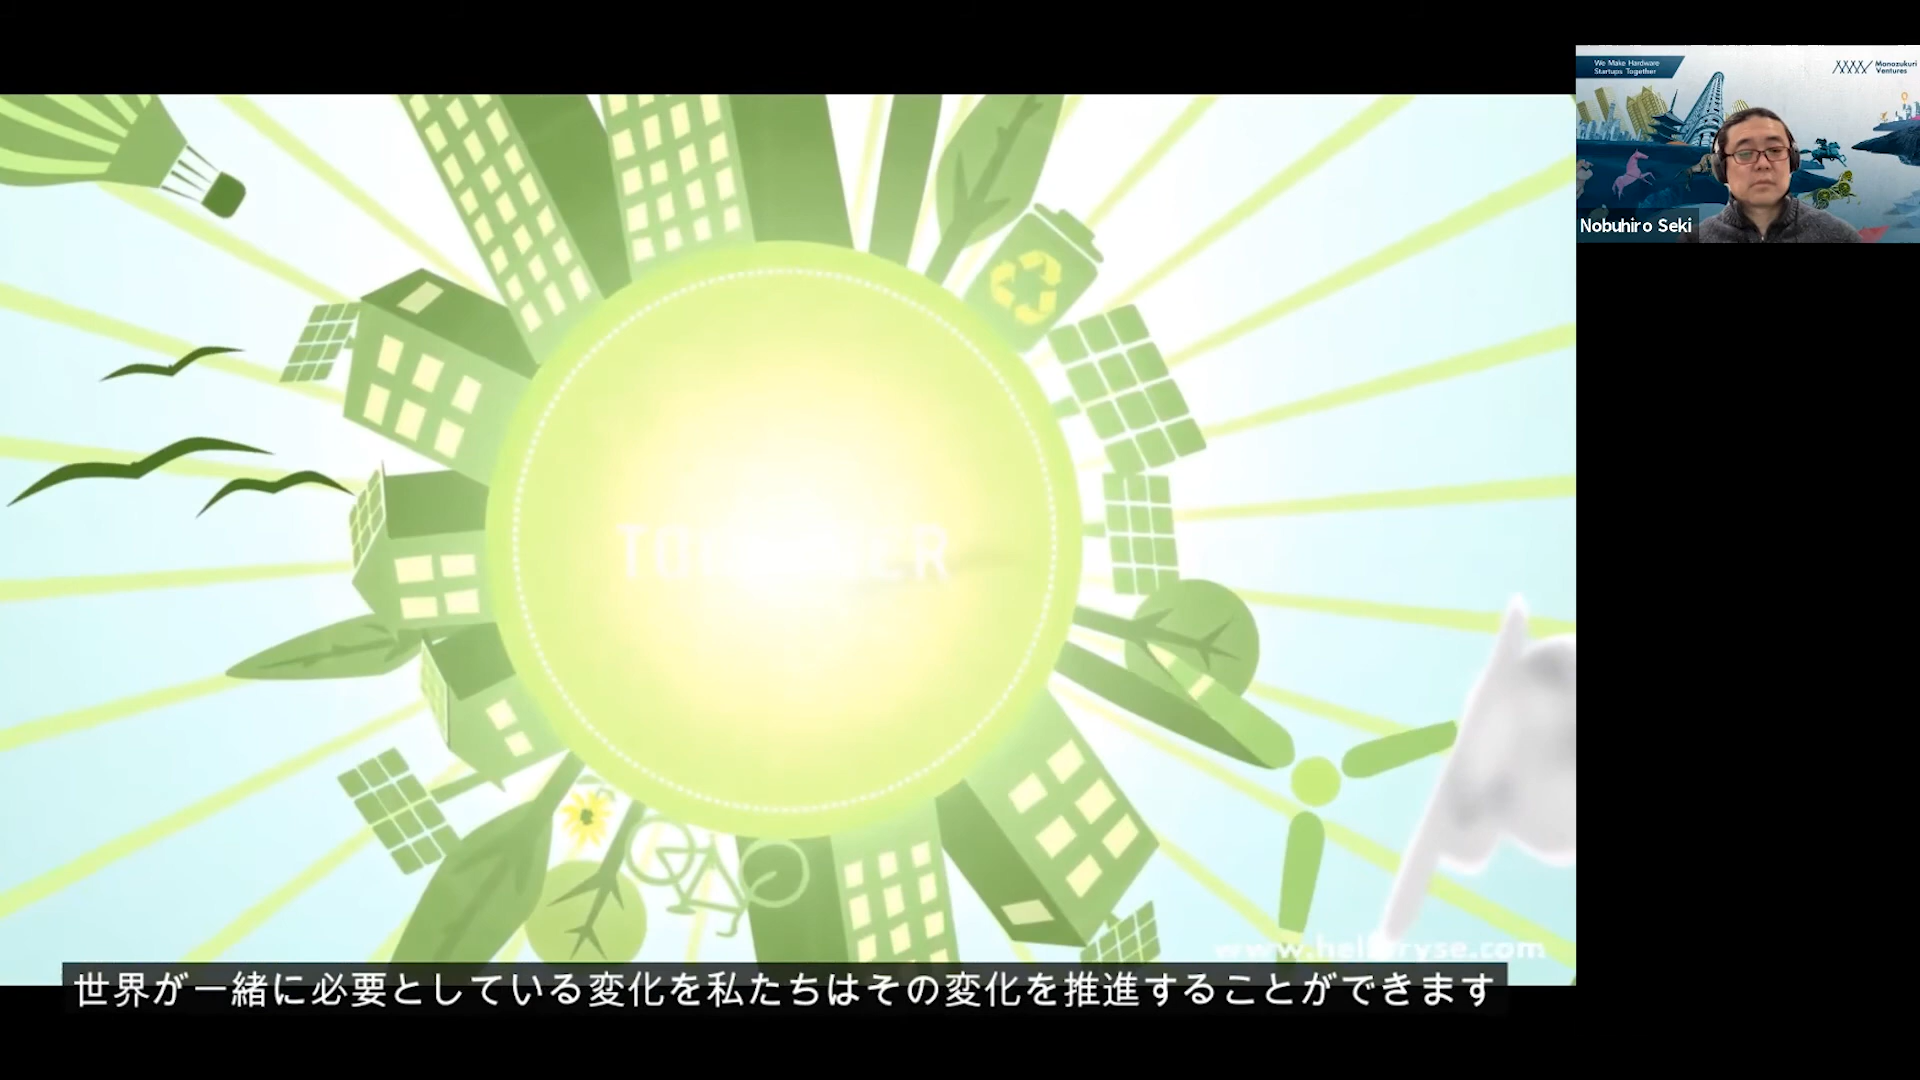 We Make Hardware
Startups Together
Monozukuri
Ventures
Nobuhiro Seki
世界が一緒に必要としている変化を私たちはその変化を推進することができます